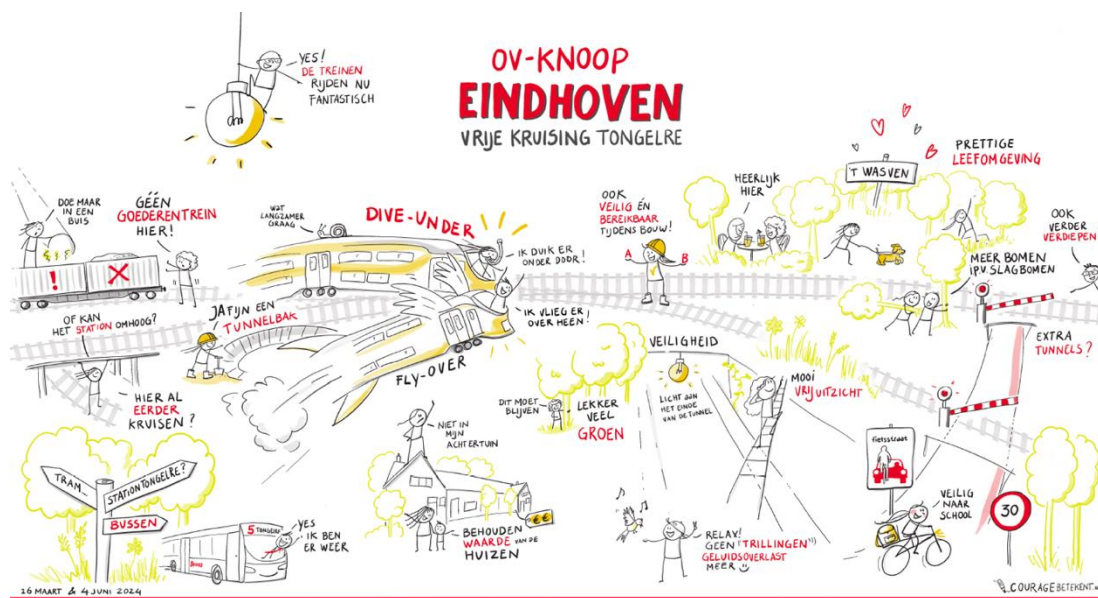 OV-KNOOP
EINDHOVEN
VRIJE KRUISING TONGELRE
YES!
DE TREINEN
RIJDEN NU
FANTASTISCH
DOE MAAR
IN EEN
BUIS
GÉÉN
GOEDERENTREIN
HIER!
!
X
WAT
LANGZAMER
GRAAG
DIVE-UNDER
IK DUIK ER
ONDER DOOR!
IK VLIEG ER
OVER HEEN!
FLY-OVER
OOK
VEILIG ÉN
BEREIKBAAR
TIJDENS BOUW!
A
B
HEERLIJK
HIER
'T WASVEN
PRETTIGE
LEEFOMGEVING
OOK
VERDER
VERDIEPEN
MEER BOMEN
IPV. SLAGBOMEN
EXTRA
TUNNELS?
OF KAN
HET STATION OMHOOG?
JA FIJN EEN
TUNNELBAK
HIER AL
EERDER
KRUISEN?
DIT MOET
BLIJVEN
LEKKER
VEEL
GROEN
VEILIGHEID
LICHT AAN
HET EINDE
VAN DE TUNNEL
MOOI
VRIJ UITZICHT
NIET IN
MIJN
ACHTERTUIN
BEHOUDEN
WAARDE VAN DE
HUIZEN
€€
TRAM
STATION TONGELRE?
BUSSEN
5 TONGELRE
YES
IK BEN
ER WEER
RELAX!
GEEN "TRILLINGEN"
GELUIDSOVERLAST
MEER
fietsstraat
VEILIG
NAAR
SCHOOL
30
16 MAART & 4 JUNI 2024
COURAGE BETEKENT.